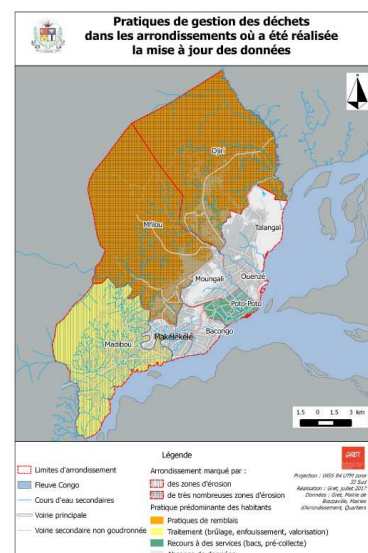 Pratiques de gestion des déchets
dans les arrondissements où a été réalisée
la mise à jour des données
Djiri
Mfilou
Talangaï
Moungali
Ouenzé
Poto-Poto
Bacongo
Makélékélé
Madibou
1.5 0 1.5 3 km
Légende
Limites d'arrondissement
Fleuve Congo
Cours d'eau secondaires
Voirie principale
Voirie secondaire non goudronnée
Arrondissement marqué par :
des zones d'érosion
de très nombreuses zones d'érosion
Pratique prédominante des habitants
Pratiques de remblais
Traitement (brûlage, enfouissement, valorisation)
Recours à des services (bacs, pré-collecte)
GRET
Projection : WGS 84 UTM zone
33 Sud
Réalisation : Gret, juillet 2017
Données : Gret, Mairie de
Brazzaville, Mairies
d'Arrondissement, Quartiers